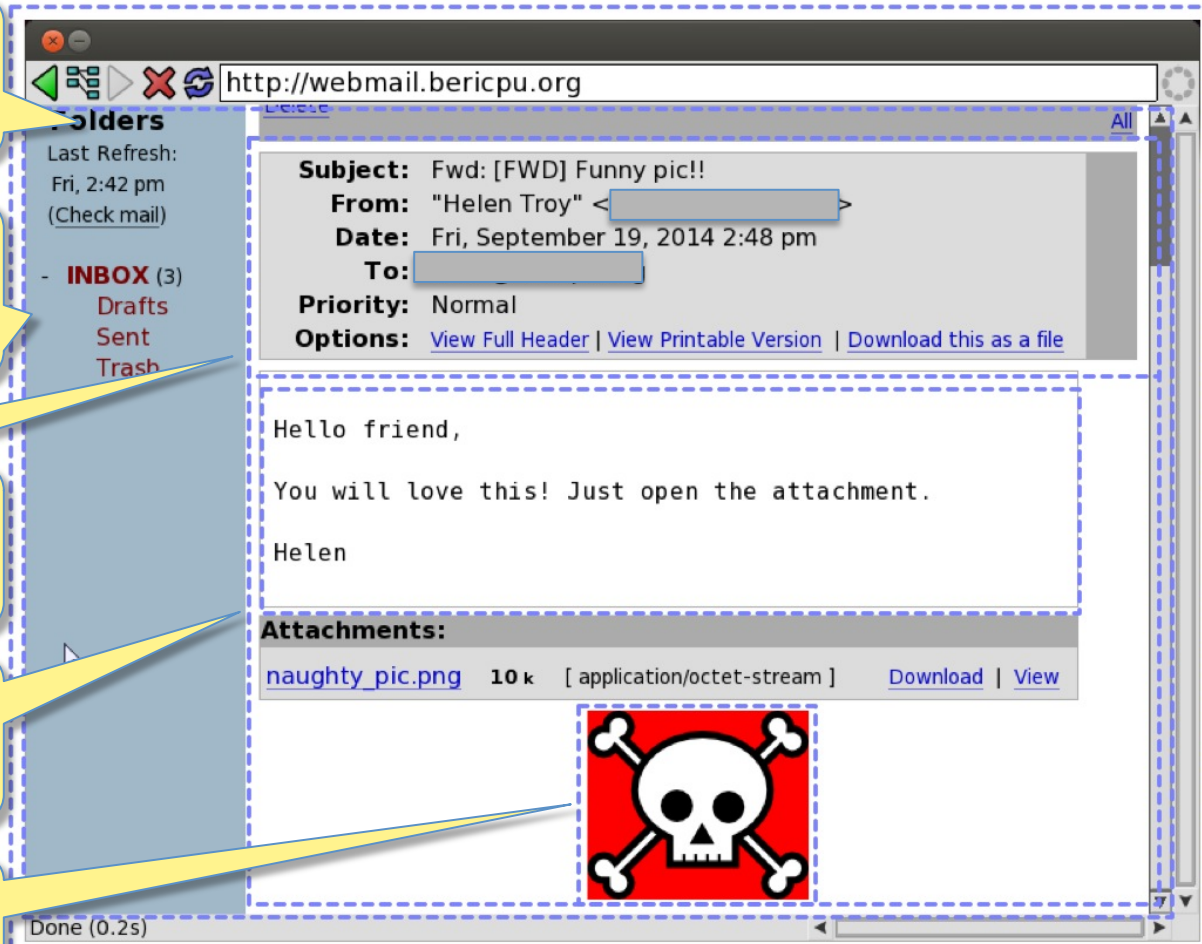 http://webmail.bericpu.org
Folders
Last Refresh:
Fri, 2:42 pm
(Check mail)
- INBOX (3)
Drafts
Sent
Trash
Delete
All
Subject: Fwd: [FWD] Funny pic!!
From: "Helen Troy" < >
Date: Fri, September 19, 2014 2:48 pm
To:
Priority: Normal
Options: View Full Header | View Printable Version | Download this as a file
Hello friend,
You will love this! Just open the attachment.
Helen
Attachments:
naughty_pic.png 10 k [ application/octet-stream ] Download | View
Done (0.2s)